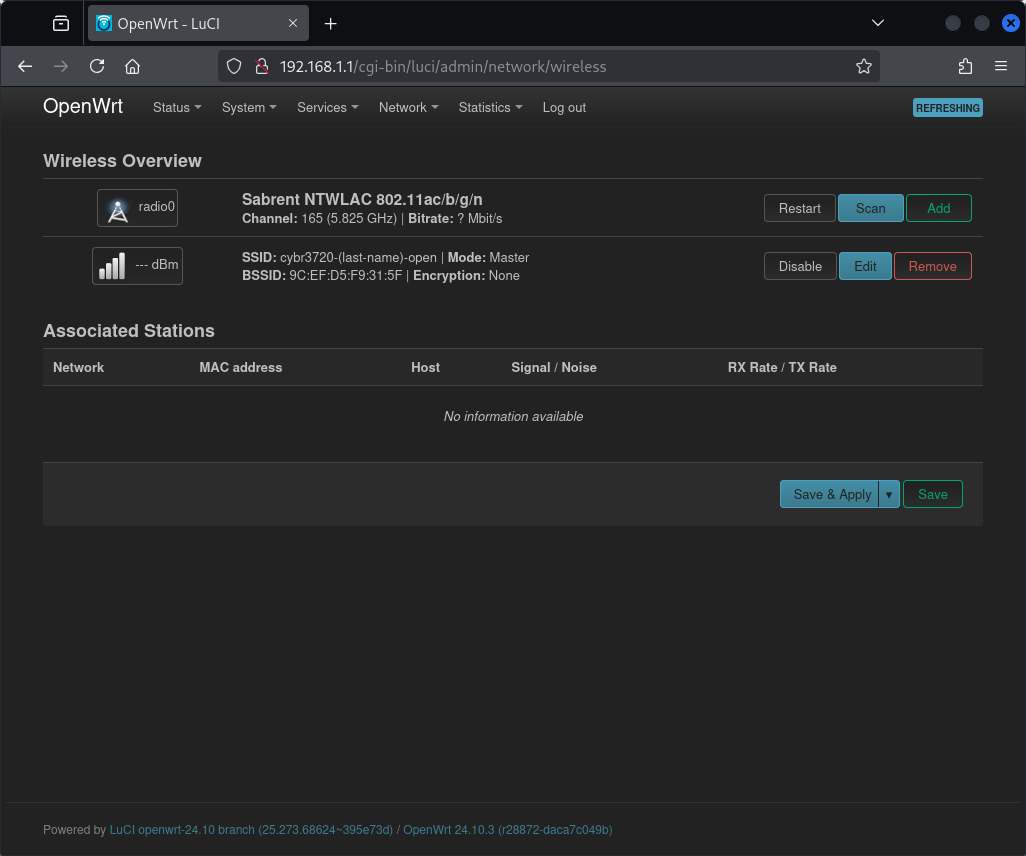 OpenWrt - LuCI
192.168.1.1/cgi-bin/luci/admin/network/wireless
OpenWrt Status System Services Network Statistics Log out REFRESHING
Wireless Overview
radio0 Sabrent NTWLAC 802.11ac/b/g/n
Channel: 165 (5.825 GHz) | Bitrate: ? Mbit/s
Restart Scan Add
--- dBm SSID: cybr3720-(last-name)-open | Mode: Master
BSSID: 9C:EF:D5:F9:31:5F | Encryption: None
Disable Edit Remove
Associated Stations
Network MAC address Host Signal / Noise RX Rate / TX Rate
No information available
Save & Apply Save
Powered by LuCI openwrt-24.10 branch (25.273.68624~395e73d) / OpenWrt 24.10.3 (r28872-daca7c049b)